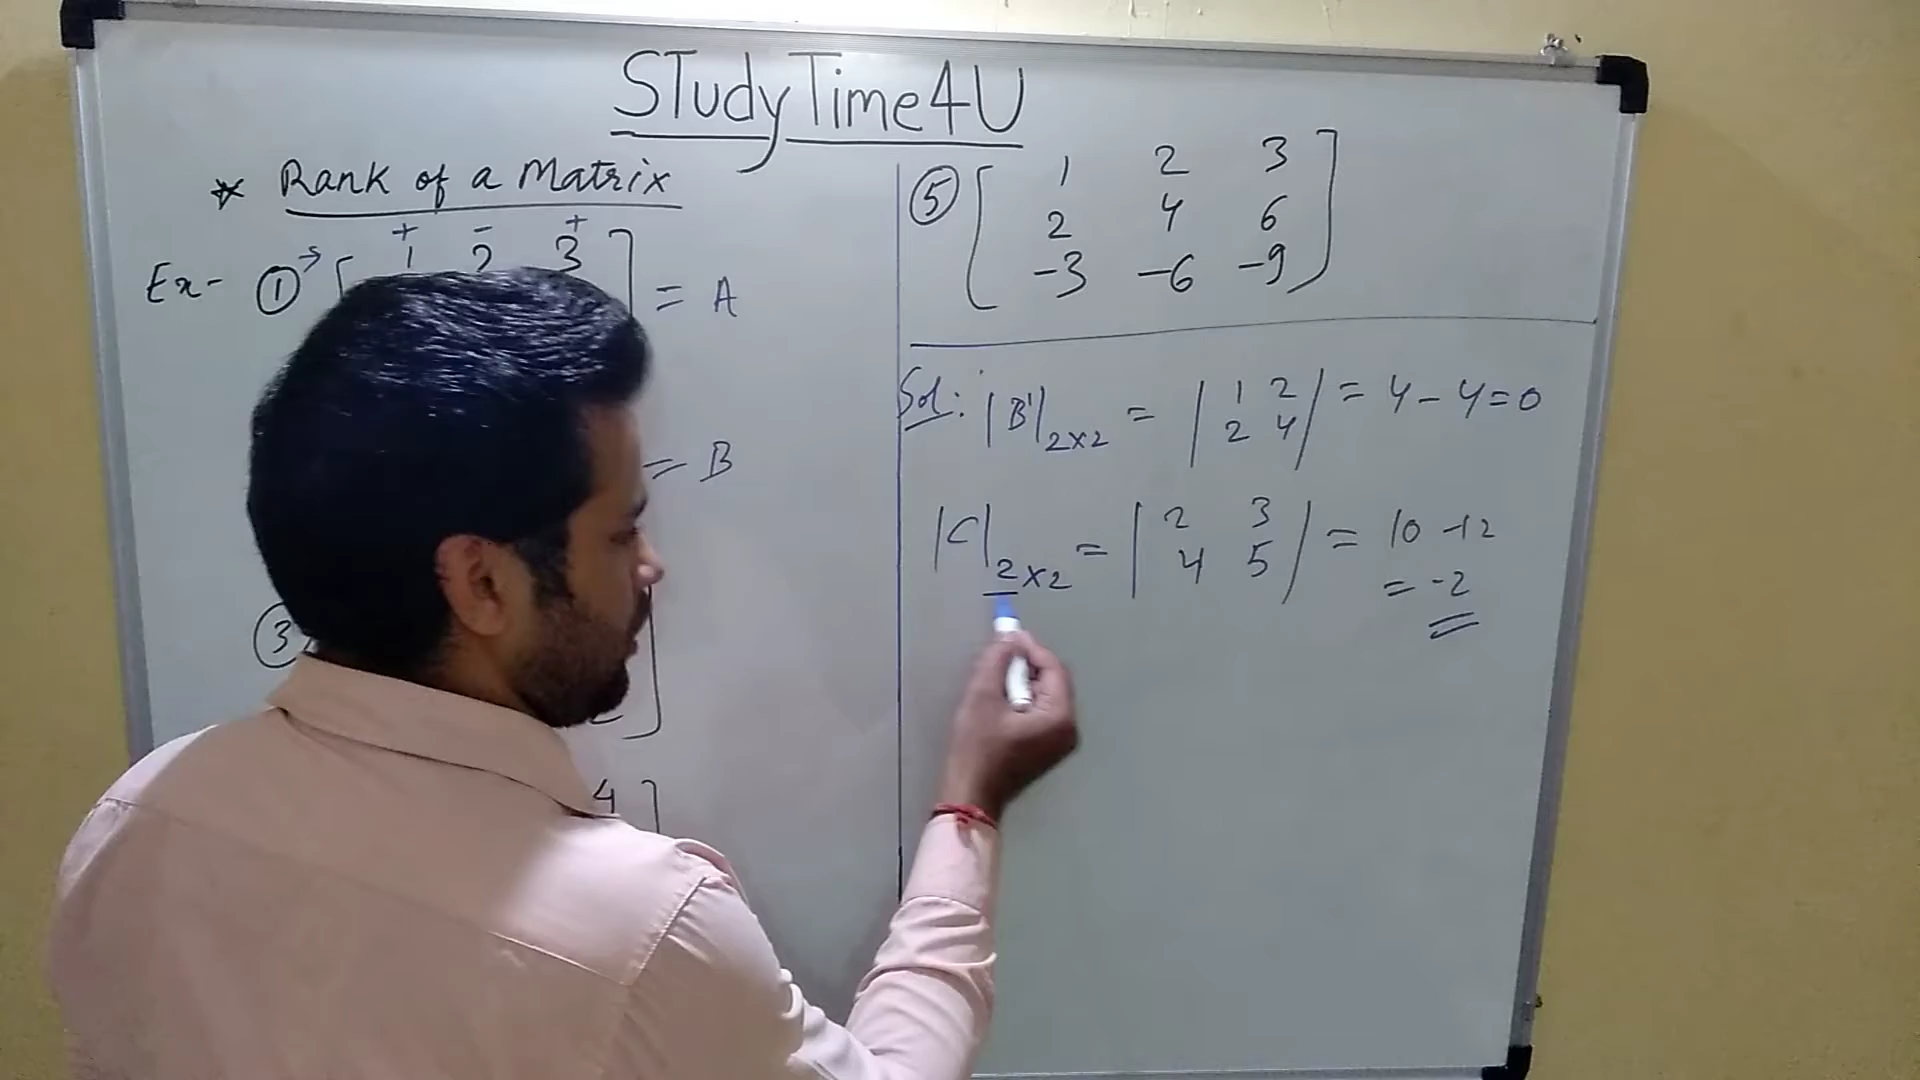 STudyTime4U
* Rank of a Matrix
+ - +
Ex- ① → [ 1 2 3 ] = A
= B
③
4 ]
⑤ [ 1 2 3
2 4 6
-3 -6 -9 ]
Sol: |B'|2x2 = | 1 2 | = 4 - 4 = 0
2 4
|C|2x2 = | 2 3 | = 10 -12
4 5
= -2